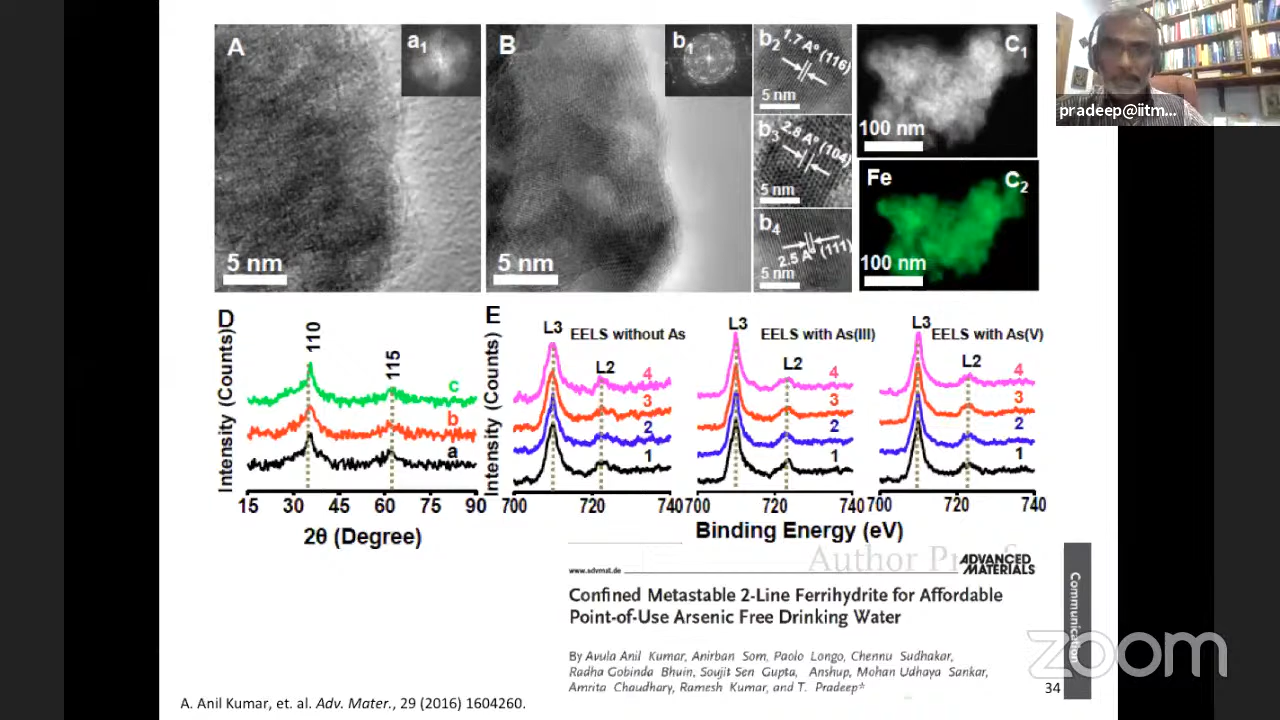 A
a1
B
b1
b2
1.7 Aº (116)
5 nm
b3
2.8 Aº (104)
5 nm
b4
2.5 Aº (111)
5 nm
C1
100 nm
Fe
C2
100 nm
5 nm
5 nm
pradeep@iitm...
D
Intensity (Counts)
110
115
c
b
a
15 30 45 60 75 90
2θ (Degree)
E
Intensity (Counts)
L3
EELS without As
L2
4
3
2
1
700 720 740
L3
EELS with As(III)
L2
4
3
2
1
700 720 740
L3
EELS with As(V)
L2
4
3
2
1
700 720 740
Binding Energy (eV)
Author Pr
www.advmat.de
ADVANCED
MATERIALS
Communication
Confined Metastable 2-Line Ferrihydrite for Affordable
Point-of-Use Arsenic Free Drinking Water
By Avula Anil Kumar, Anirban Som, Paolo Longo, Chennu Sudhakar,
Radha Gobinda Bhuin, Soujit Sen Gupta, Anshup, Mohan Udhaya Sankar,
Amrita Chaudhary, Ramesh Kumar, and T. Pradeep*
zoom
34
A. Anil Kumar, et. al. Adv. Mater., 29 (2016) 1604260.